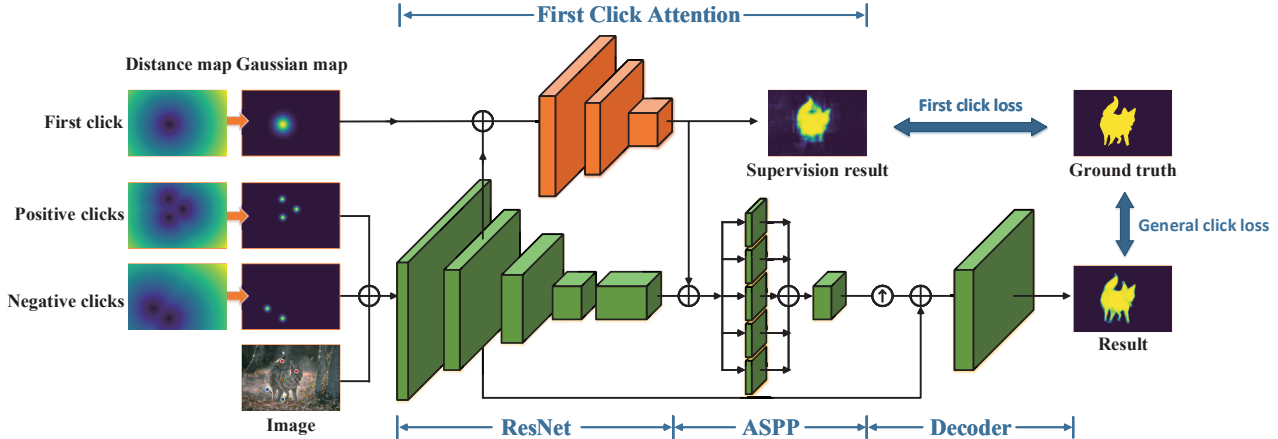 First Click Attention
Distance map Gaussian map
First click
First click loss
Supervision result
Ground truth
Positive clicks
General click loss
Negative clicks
Result
Image
ResNet
ASPP
Decoder